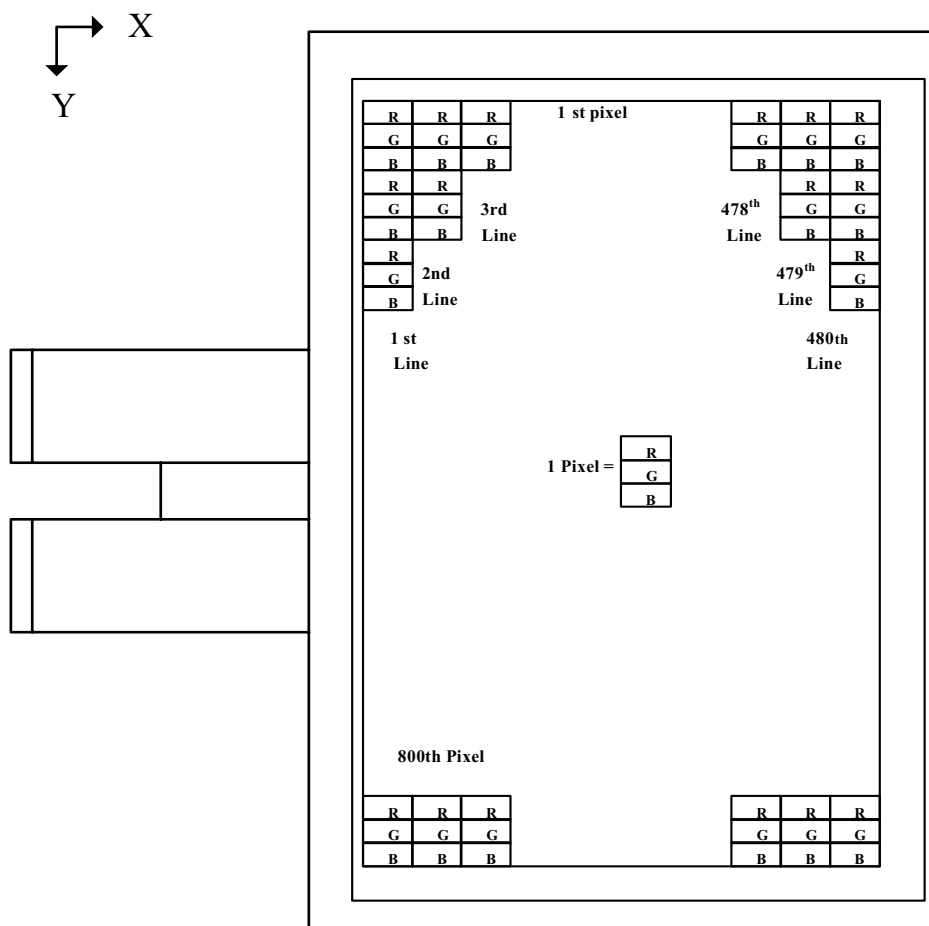 X
Y
R R R 1 st pixel R R R
G G G G G G
B B B B B B
R R R R
G G 3rd 478th G G
B B Line Line B B
R R
G 2nd 479th G
B Line Line B
1 st 480th
Line Line
R
1 Pixel = G
B
800th Pixel
R R R R R R
G G G G G G
B B B B B B